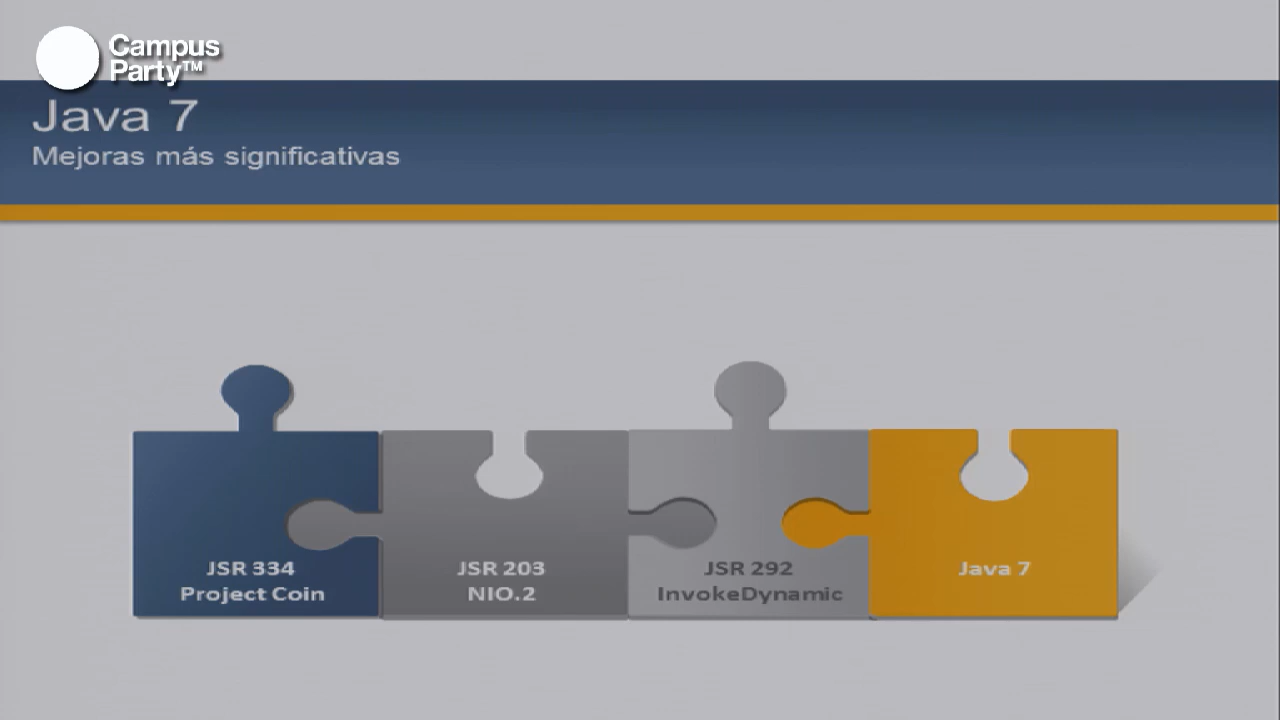 Campus
Party™
Java 7
Mejoras más significativas
JSR 334
Project Coin
JSR 203
NIO.2
JSR 292
InvokeDynamic
Java 7